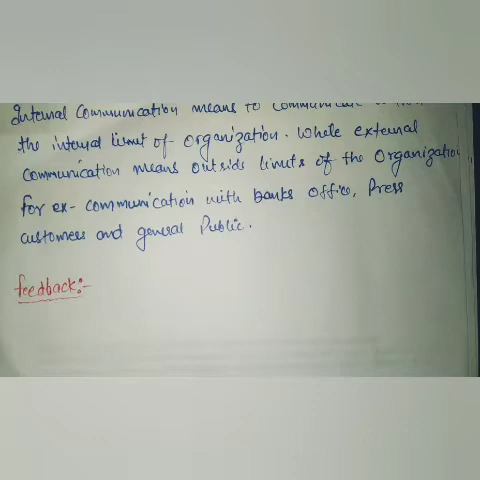 Internal Communication means to communicate
the internal limit of organization. While external
Communication means outside limits of the Organization,
for ex- communication with banks office, Press
customers and general Public.
feedback:-